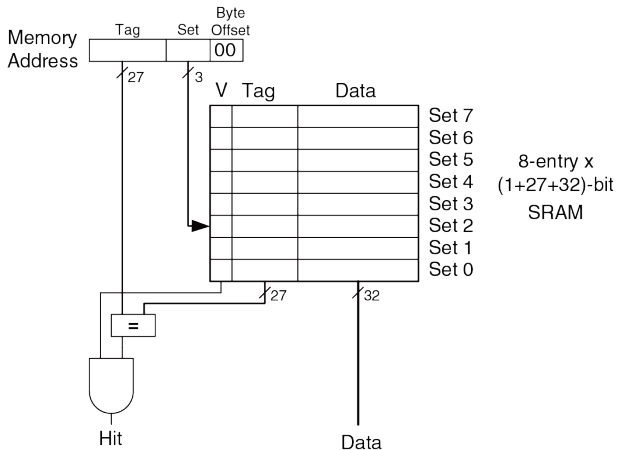 Byte
Tag Set Offset
Memory
Address
00
27 3
V Tag Data
Set 7
Set 6
Set 5
Set 4
Set 3
Set 2
Set 1
Set 0
8-entry x
(1+27+32)-bit
SRAM
27 32
=
Hit
Data